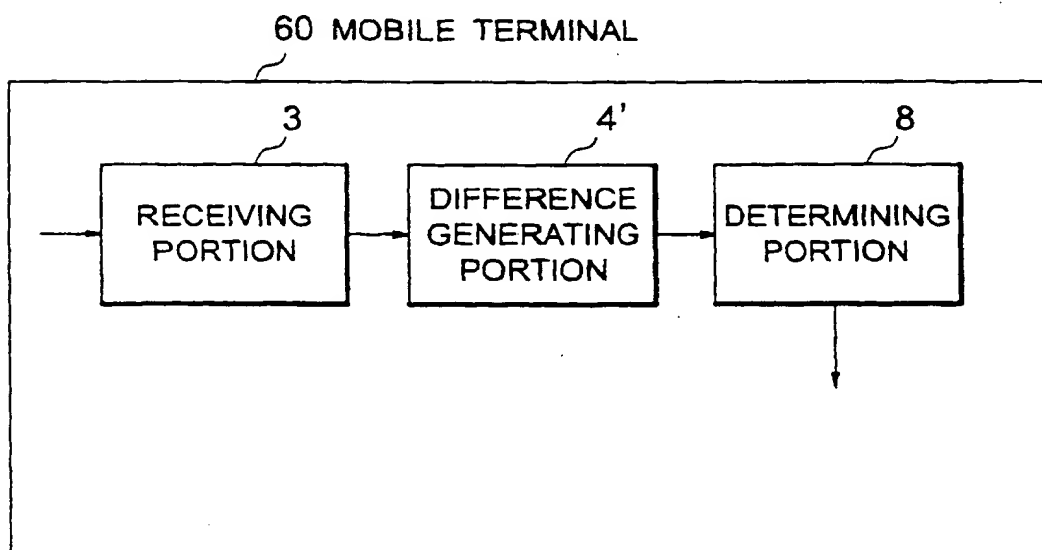 60 MOBILE TERMINAL
3
4'
8
RECEIVING
PORTION
DIFFERENCE
GENERATING
PORTION
DETERMINING
PORTION